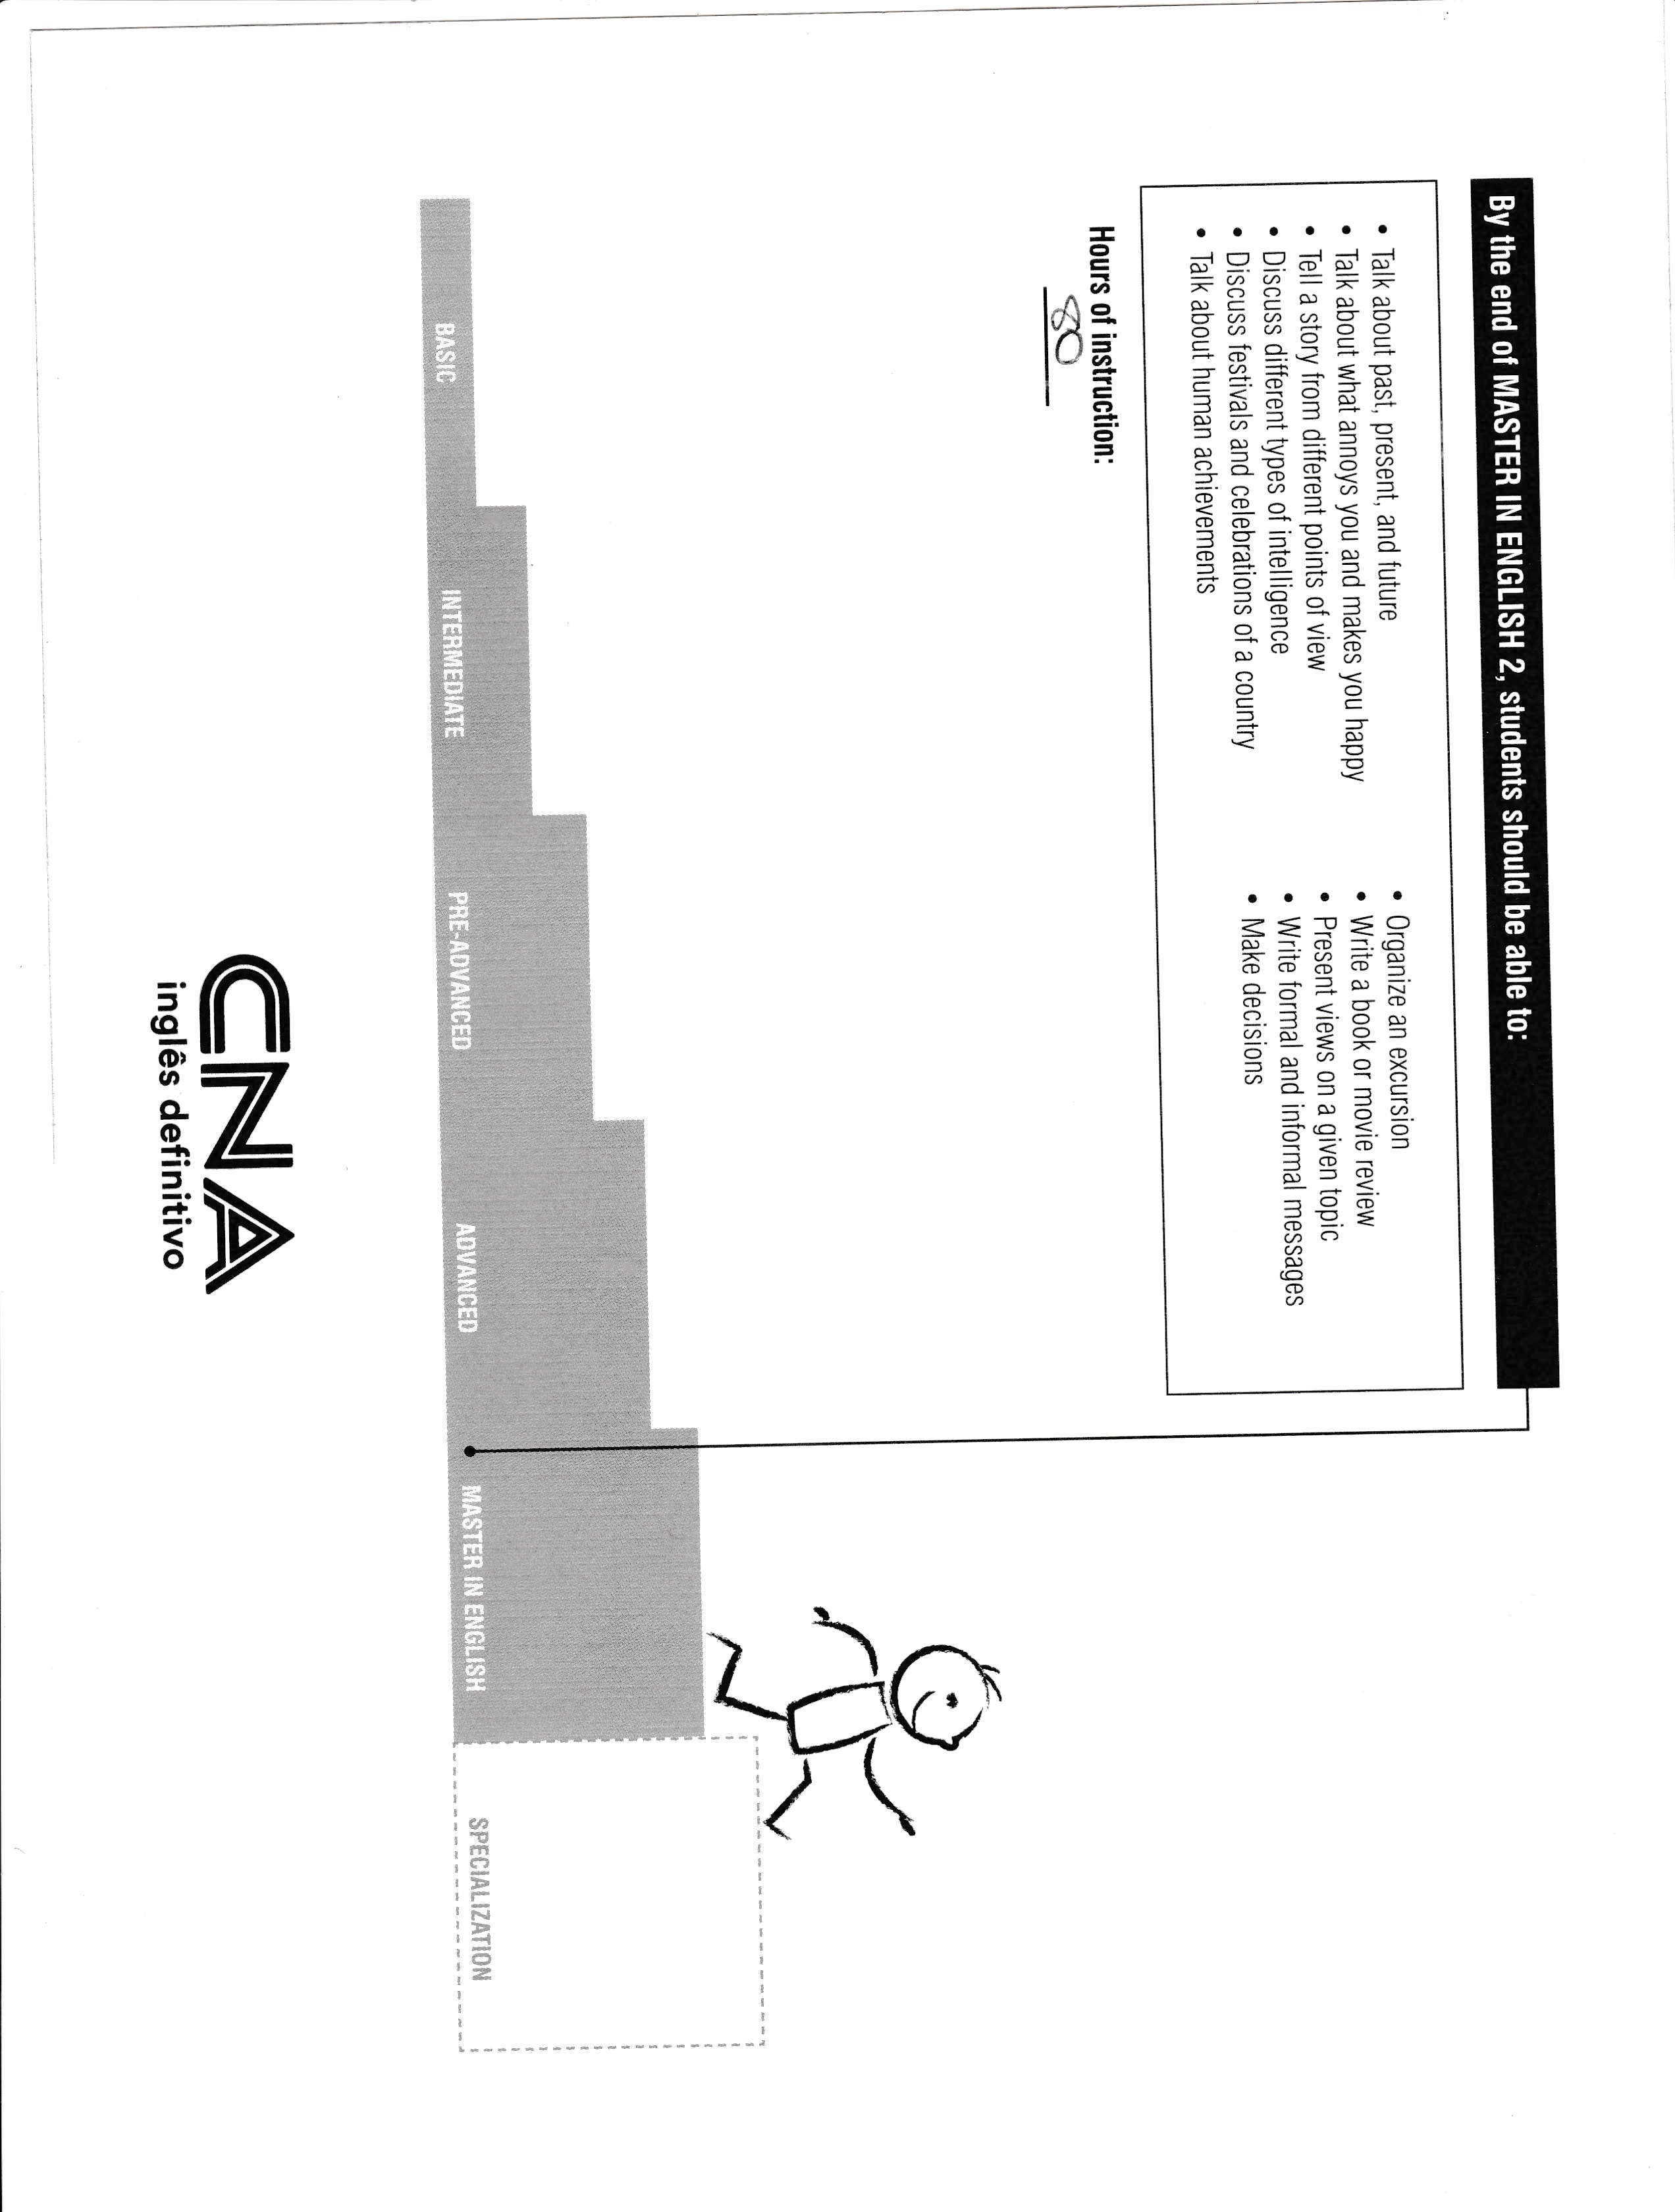 By the end of MASTER IN ENGLISH 2, students should be able to:
• Talk about past, present, and future
• Talk about what annoys you and makes you happy
• Tell a story from different points of view
• Discuss different types of intelligence
• Discuss festivals and celebrations of a country
• Talk about human achievements
• Organize an excursion
• Write a book or movie review
• Present views on a given topic
• Write formal and informal messages
• Make decisions
Hours of instruction:
80
BASIC
INTERMEDIATE
PRE-ADVANCED
ADVANCED
MASTER IN ENGLISH
SPECIALIZATION
CNA
inglês definitivo